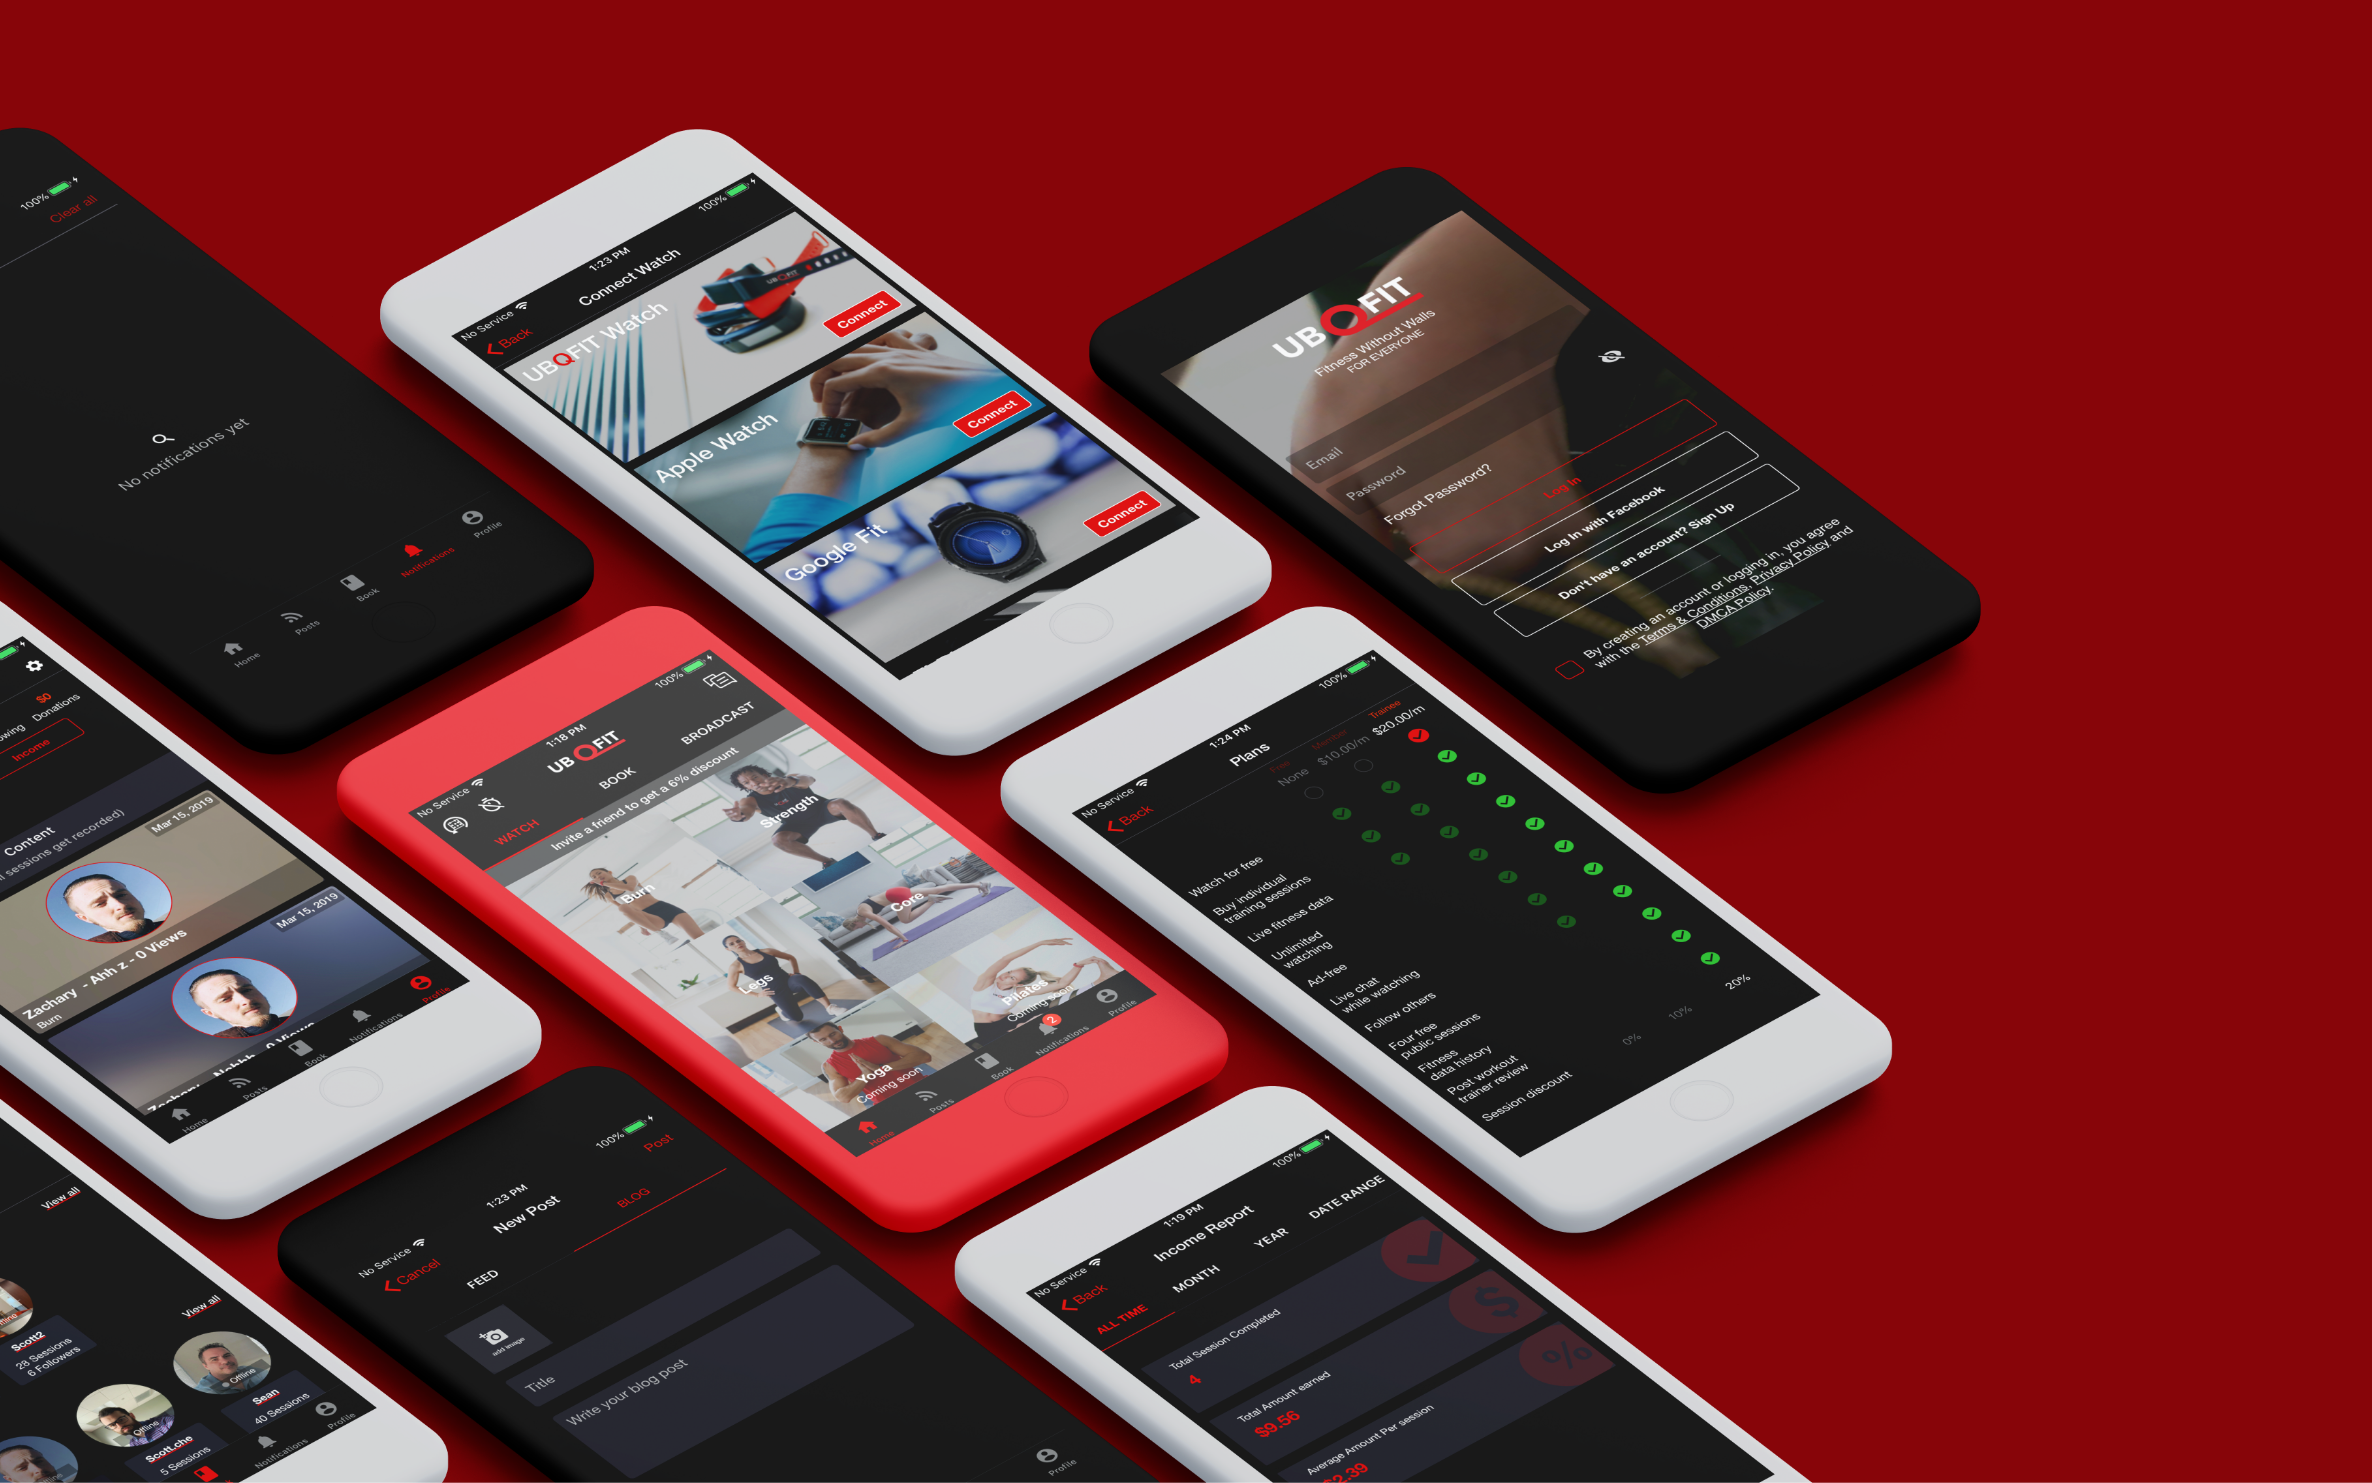 100%
Clear all
No notifications yet
Home
Posts
Book
Notifications
Profile
No Service
1:23 PM
100%
Back
Connect Watch
UBQFIT Watch
UBQFIT
Connect
Apple Watch
Connect
Google Fit
Connect
UBQFIT
Fitness Without Walls
FOR EVERYONE
Email
Password
Forgot Password?
Log In
Log In with Facebook
Don't have an account? Sign Up
By creating an account or logging in, you agree
with the Terms & Conditions, Privacy Policy and
DMCA Policy.
$0
Donations
Income
Content
sessions get recorded)
Mar 15, 2019
Zachary - Ahh z - 0 Views
Burn
Mar 15, 2019
Home
Posts
Book
Notifications
Profile
No Service
1:18 PM
100%
UBQFIT
WATCH
BOOK
BROADCAST
Invite a friend to get a 6% discount
Burn
Strength
Legs
Core
Yoga
Coming soon
Pilates
Coming soon
Home
Posts
Book
2
Notifications
Profile
No Service
1:24 PM
100%
Back
Plans
Free
Member
Trainee
None
$10.00/m
$20.00/m
Watch for free
Buy individual
training sessions
Live fitness data
Unlimited
watching
Ad-free
Live chat
while watching
Follow others
Four free
public sessions
Fitness
data history
Post workout
trainer review
Session discount
0%
10%
20%
View all
Scott2
28 Sessions
6 Followers
View all
Offline
Scott.che
5 Sessions
Offline
Sean
40 Sessions
Notifications
Profile
No Service
1:23 PM
100%
Cancel
New Post
Post
FEED
BLOG
add image
Title
Write your blog post
Profile
No Service
1:19 PM
100%
Back
Income Report
ALL TIME
MONTH
YEAR
DATE RANGE
Total Session Completed
4
Total Amount earned
$9.56
Average Amount Per session
$2.39